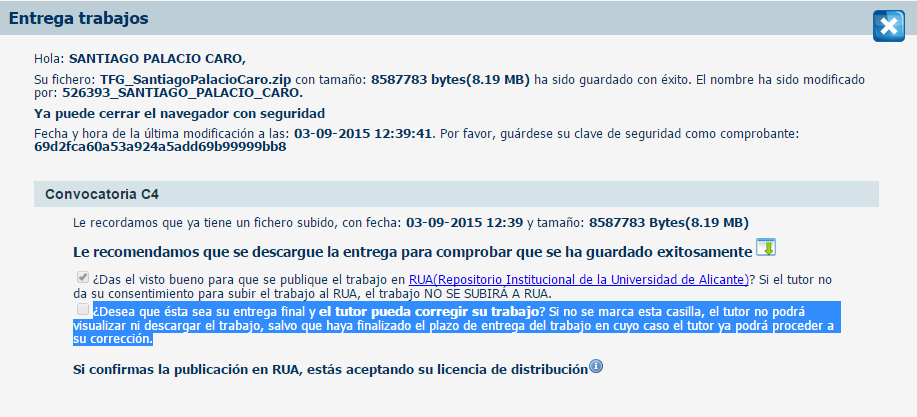 Entrega trabajos
Hola: SANTIAGO PALACIO CARO,
Su fichero: TFG_SantiagoPalacioCaro.zip con tamaño: 8587783 bytes(8.19 MB) ha sido guardado con éxito. El nombre ha sido modificado
por: 526393_SANTIAGO_PALACIO_CARO.
Ya puede cerrar el navegador con seguridad
Fecha y hora de la última modificación a las: 03-09-2015 12:39:41. Por favor, guárdese su clave de seguridad como comprobante:
69d2fca60a53a924a5add69b99999bb8
Convocatoria C4
Le recordamos que ya tiene un fichero subido, con fecha: 03-09-2015 12:39 y tamaño: 8587783 Bytes(8.19 MB)
Le recomendamos que se descargue la entrega para comprobar que se ha guardado exitosamente
¿Das el visto bueno para que se publique el trabajo en RUA(Repositorio Institucional de la Universidad de Alicante)? Si el tutor no
da su consentimiento para subir el trabajo al RUA, el trabajo NO SE SUBIRÁ A RUA.
¿Desea que ésta sea su entrega final y el tutor pueda corregir su trabajo? Si no se marca esta casilla, el tutor no podrá
visualizar ni descargar el trabajo, salvo que haya finalizado el plazo de entrega del trabajo en cuyo caso el tutor ya podrá proceder a
su corrección.
Si confirmas la publicación en RUA, estás aceptando su licencia de distribución